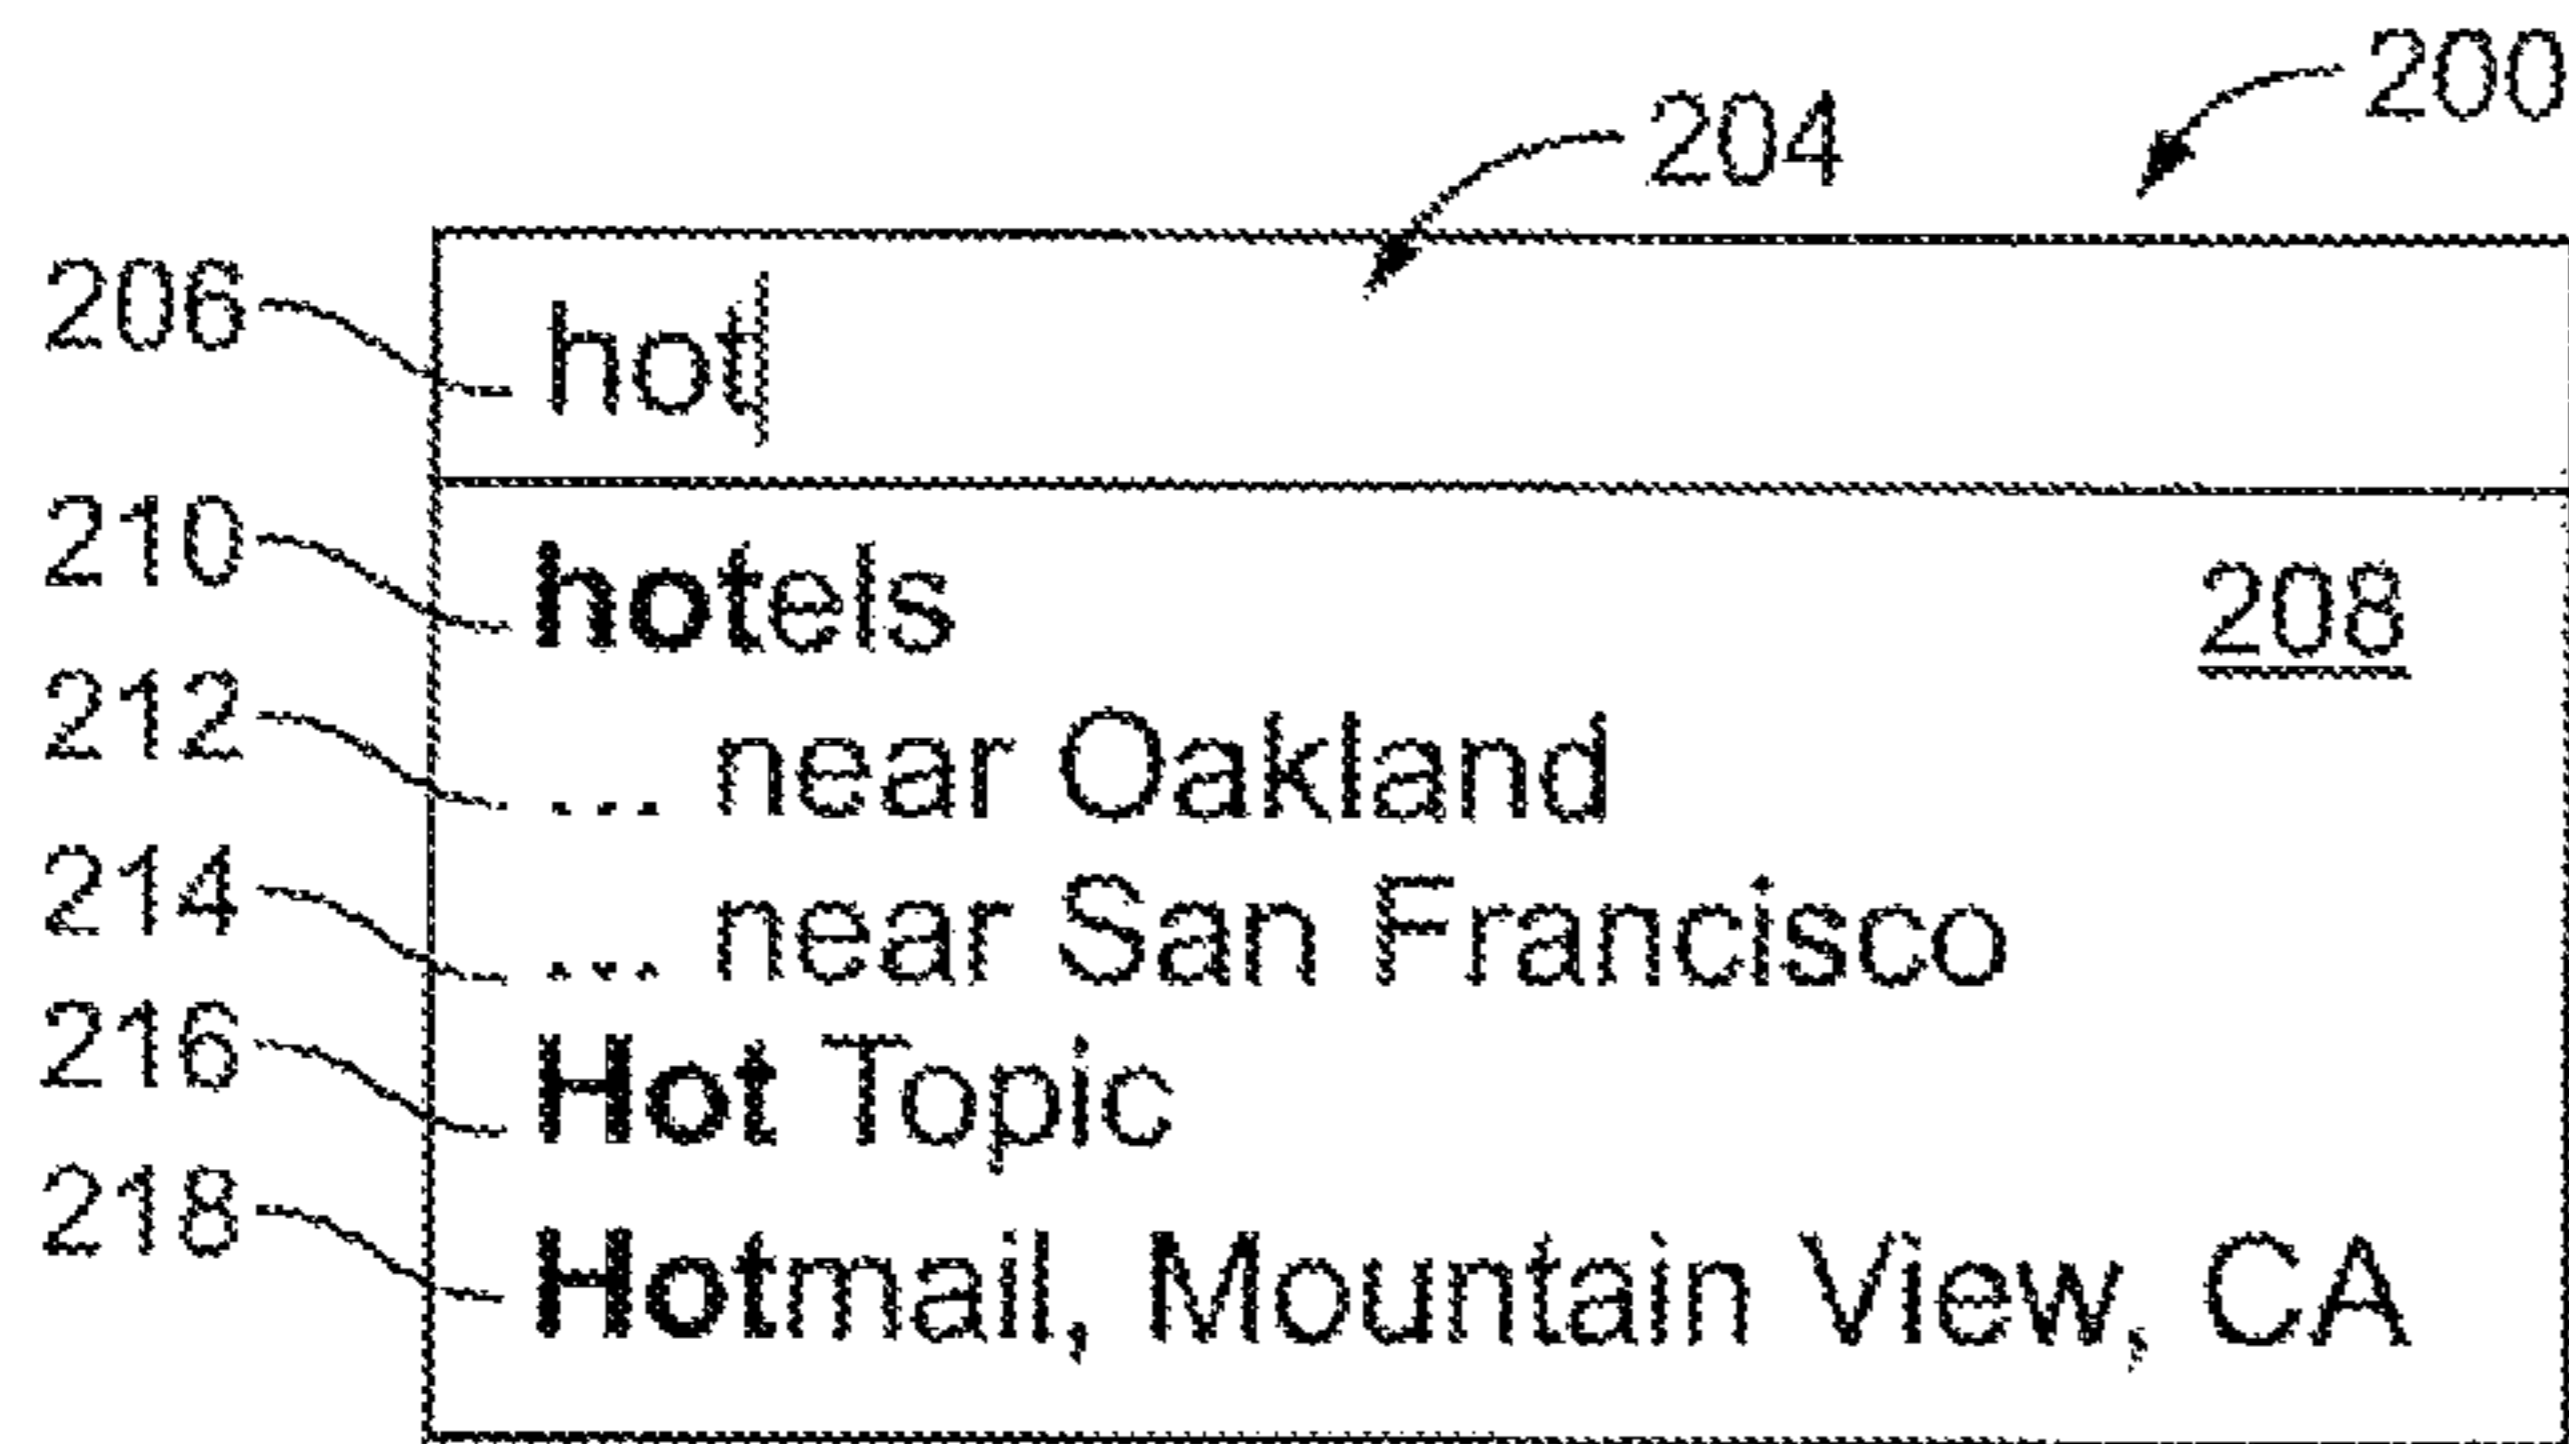 200
204
206 hot
210 hotels 208
212 ... near Oakland
214 ... near San Francisco
216 Hot Topic
218 Hotmail, Mountain View, CA